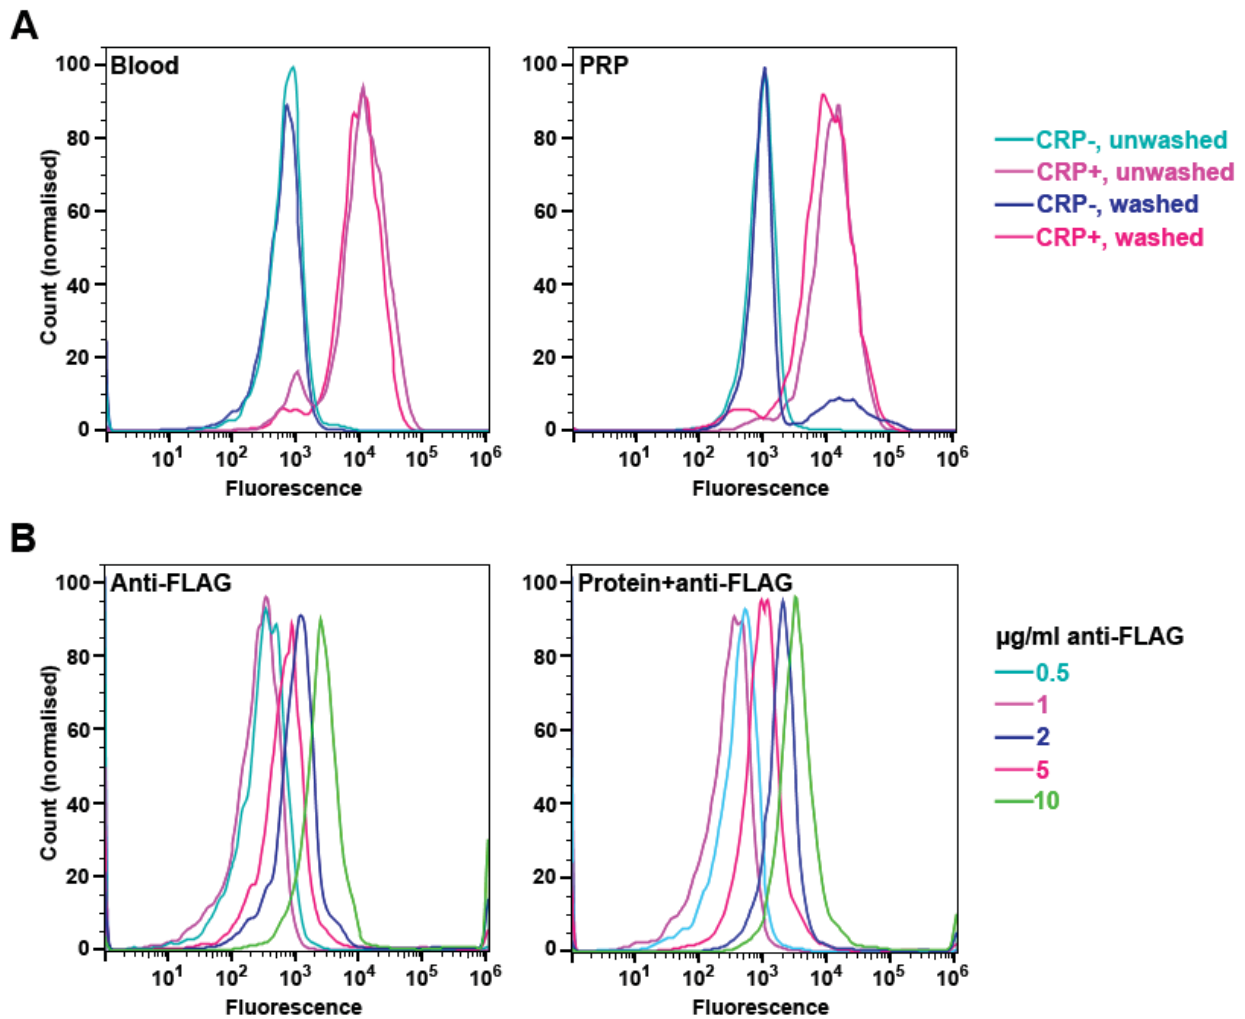 A
Blood
PRP
100
80
60
40
20
0
Count (normalised)
10¹ 10² 10³ 10⁴ 10⁵ 10⁶
Fluorescence
100
80
60
40
20
0
10¹ 10² 10³ 10⁴ 10⁵ 10⁶
Fluorescence
CRP-, unwashed
CRP+, unwashed
CRP-, washed
CRP+, washed
B
Anti-FLAG
Protein+anti-FLAG
100
80
60
40
20
0
Count (normalised)
10¹ 10² 10³ 10⁴ 10⁵ 10⁶
Fluorescence
100
80
60
40
20
0
10¹ 10² 10³ 10⁴ 10⁵ 10⁶
Fluorescence
µg/ml anti-FLAG
0.5
1
2
5
10